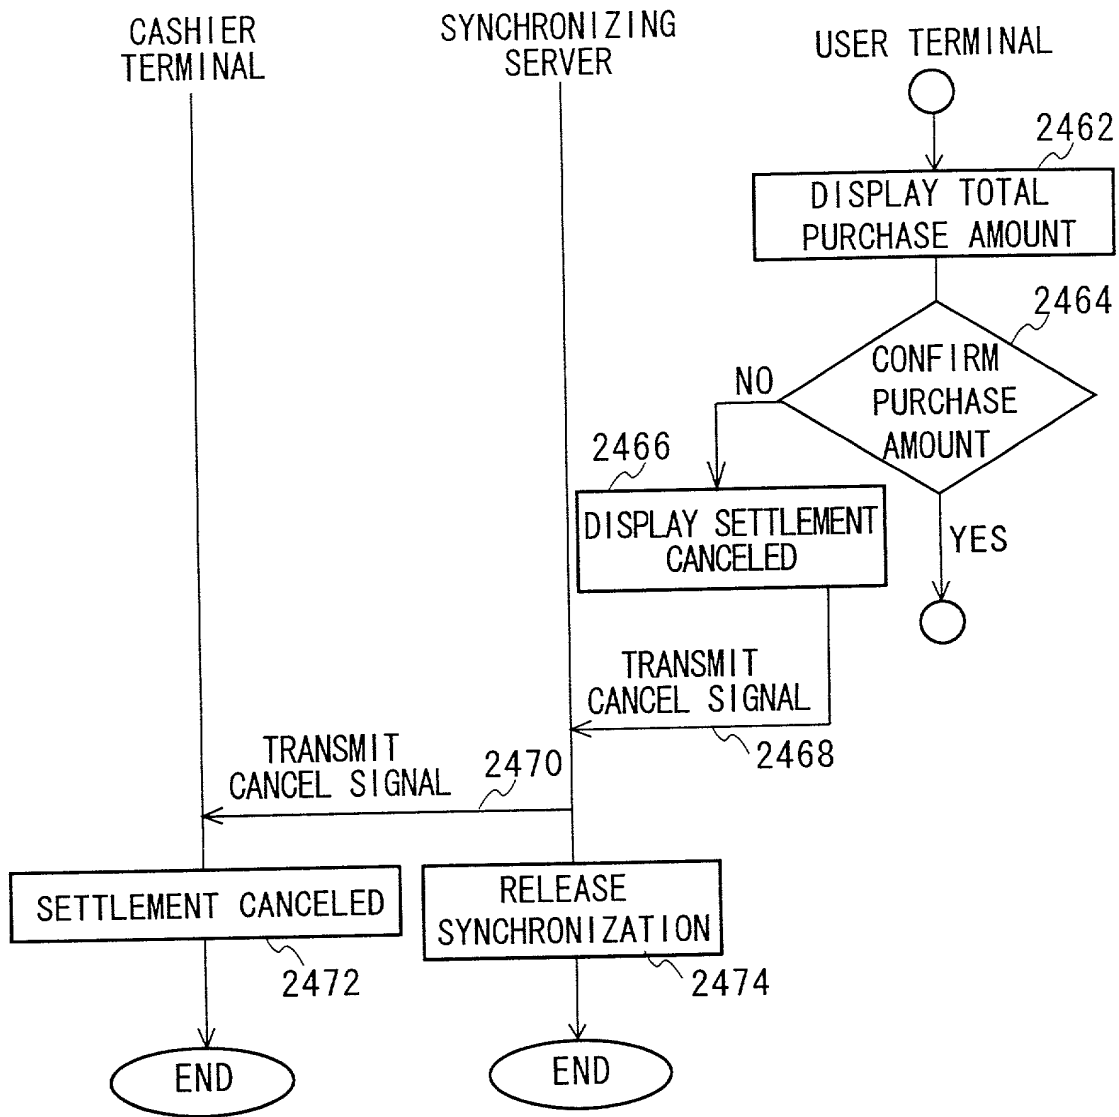 CASHIER
TERMINAL
SYNCHRONIZING
SERVER
USER TERMINAL
2462
DISPLAY TOTAL
PURCHASE AMOUNT
2464
CONFIRM
PURCHASE
AMOUNT
NO
2466
DISPLAY SETTLEMENT
CANCELED
YES
TRANSMIT
CANCEL SIGNAL
2468
TRANSMIT
CANCEL SIGNAL
2470
SETTLEMENT CANCELED
2472
RELEASE
SYNCHRONIZATION
2474
END
END